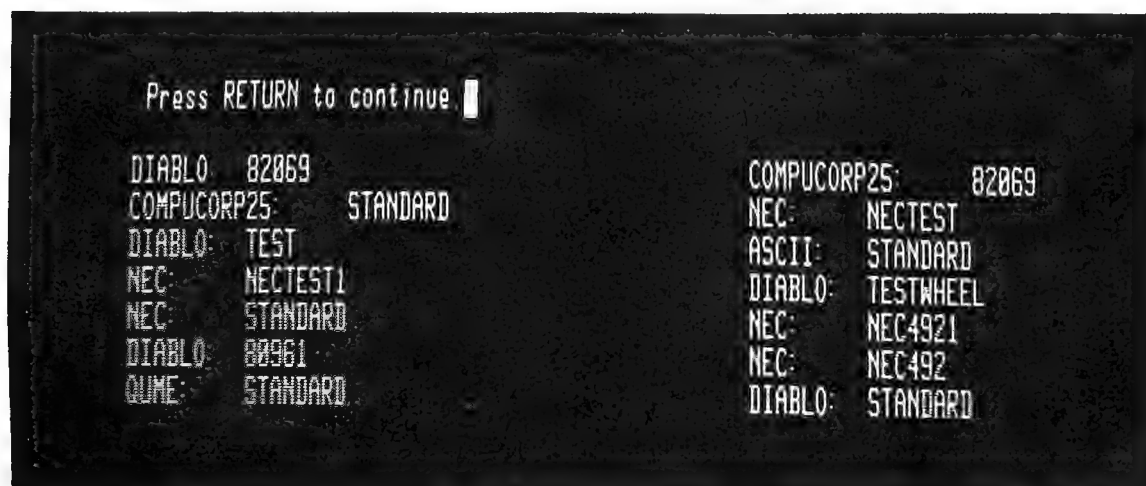 Press RETURN to continue
DIABLO: 82069 COMPUCORP25: 82069
COMPUCORP25: STANDARD NEC: NECTEST
DIABLO: TEST ASCII: STANDARD
NEC: NECTEST1 DIABLO: TESTWHEEL
NEC: STANDARD NEC: NEC4921
DIABLO: 80961 NEC: NEC492
QUME: STANDARD DIABLO: STANDARD